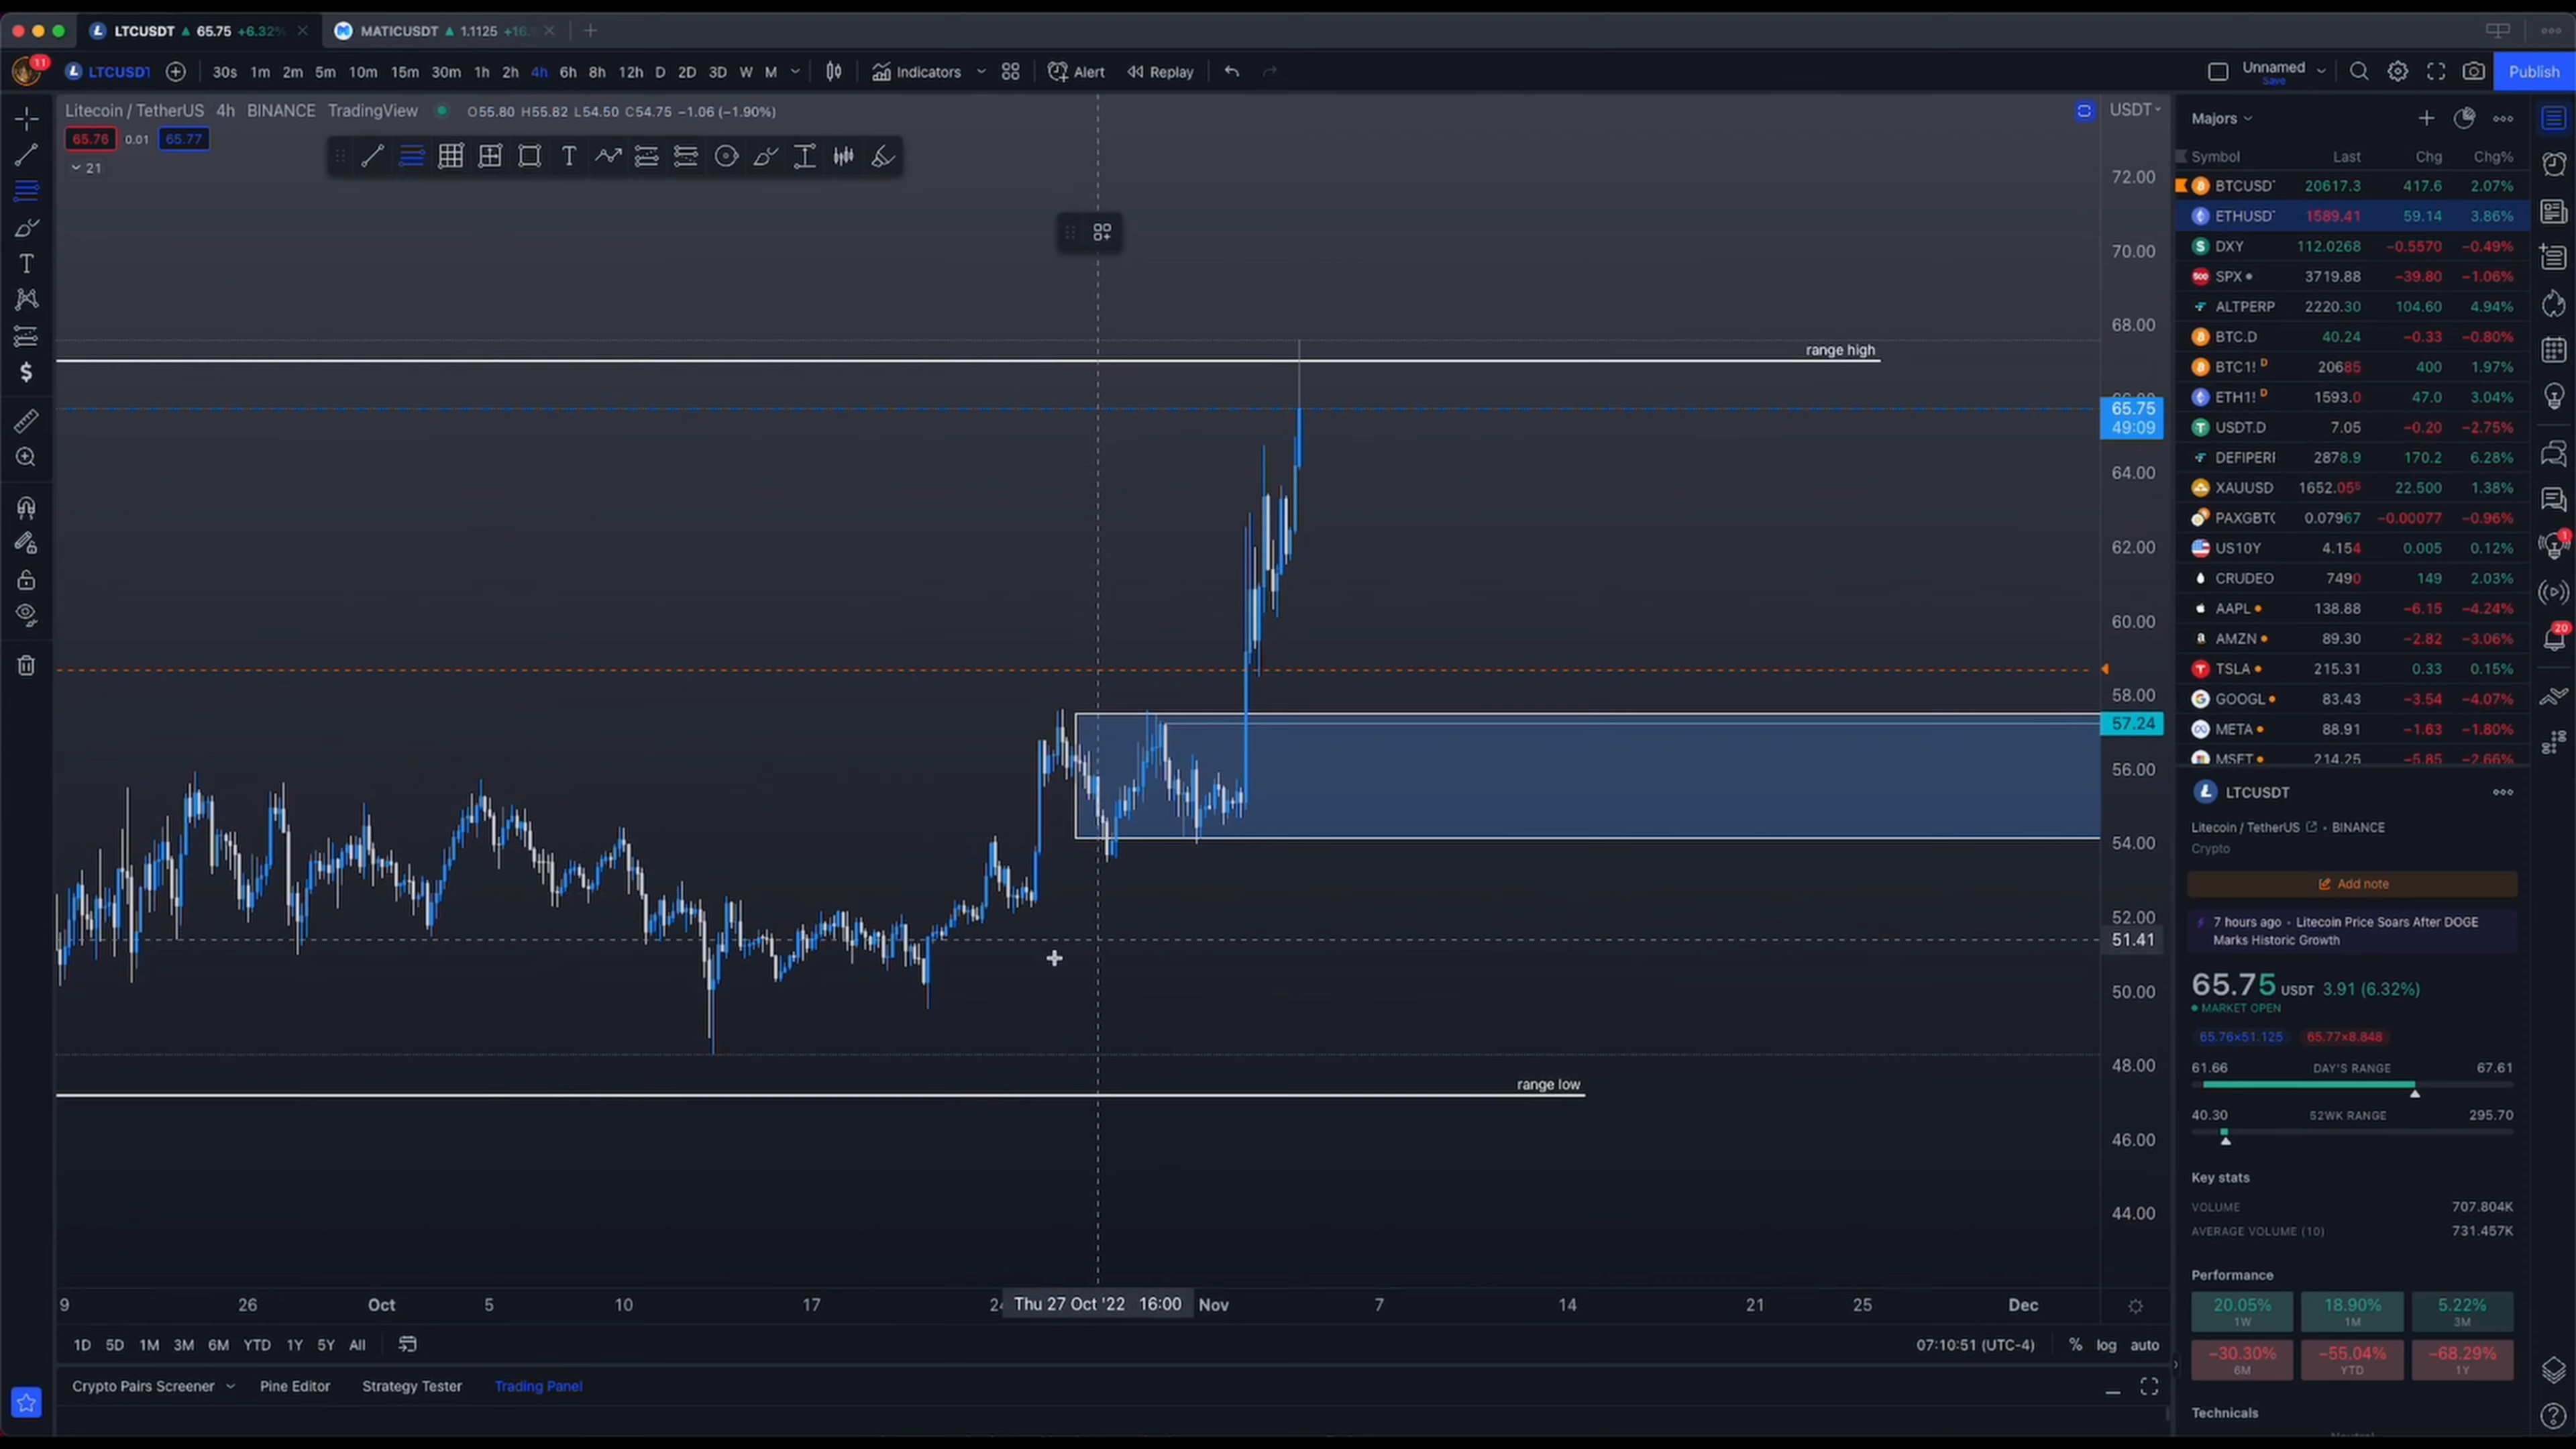 LTCUSDT ▲ 65.75 +6.32%
MATICUSDT ▲ 1.1125
11
LTCUSDT
30s 1m 2m 5m 10m 15m 30m 1h 2h 4h 6h 8h 12h D 2D 3D W M
Indicators
Alert
Replay
Unnamed
Save
Publish
Litecoin / TetherUS 4h BINANCE TradingView
O55.80 H55.82 L54.50 C54.75 −1.06 (−1.90%)
65.76 0.01 65.77
21
USDT
72.00
70.00
68.00
65.75
49:09
64.00
62.00
60.00
58.00
57.24
56.00
54.00
52.00
51.41
50.00
48.00
46.00
44.00
range high
range low
9 26 Oct 5 10 17 Thu 27 Oct '22 16:00 Nov 7 14 21 25 Dec
1D 5D 1M 3M 6M YTD 1Y 5Y All
07:10:51 (UTC-4) % log auto
Crypto Pairs Screener Pine Editor Strategy Tester Trading Panel
Majors
Symbol Last Chg Chg%
BTCUSD 20617.3 417.6 2.07%
ETHUSD 1589.41 59.14 3.86%
DXY 112.0268 −0.5570 −0.49%
SPX 3719.88 −39.80 −1.06%
ALTPERP 2220.30 104.60 4.94%
BTC.D 40.24 −0.33 −0.80%
BTC1! D 20685 400 1.97%
ETH1! D 1593.0 47.0 3.04%
USDT.D 7.05 −0.20 −2.75%
DEFIPERI 2878.9 170.2 6.28%
XAUUSD 1652.05⁵ 22.500 1.38%
PAXGBT( 0.07967 −0.00077 −0.96%
US10Y 4.154 0.005 0.12%
CRUDEO 7490 149 2.03%
AAPL 138.88 −6.15 −4.24%
AMZN 89.30 −2.82 −3.06%
TSLA 215.31 0.33 0.15%
GOOGL 83.43 −3.54 −4.07%
META 88.91 −1.63 −1.80%
MSFT 214.25 −5.85 −2.66%
LTCUSDT
Litecoin / TetherUS • BINANCE
Crypto
Add note
7 hours ago • Litecoin Price Soars After DOGE
Marks Historic Growth
65.75 USDT 3.91 (6.32%)
MARKET OPEN
65.76×51.125 65.77×8.848
61.66 DAY'S RANGE 67.61
40.30 52WK RANGE 295.70
Key stats
VOLUME 707.804K
AVERAGE VOLUME (10) 731.457K
Performance
20.05% 18.90% 5.22%
1W 1M 3M
−30.30% −55.04% −68.29%
6M YTD 1Y
Technicals
1
20